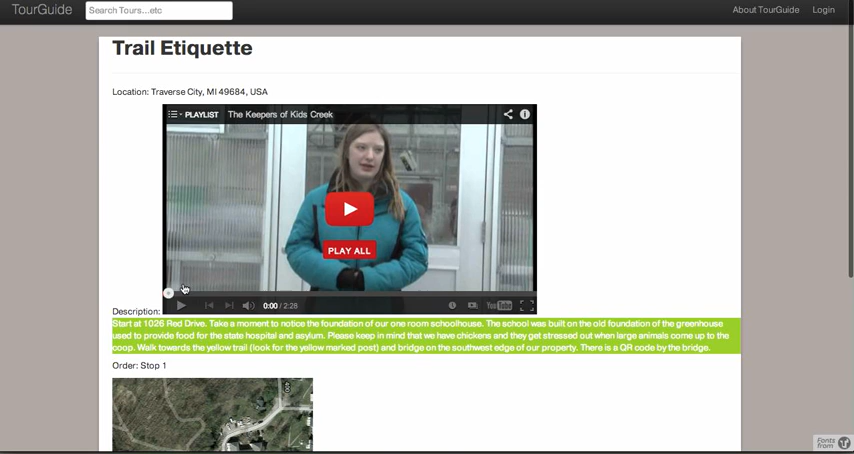 TourGuide
Search Tours...etc
About TourGuide
Login
Trail Etiquette
Location: Traverse City, MI 49684, USA
PLAYLIST
The Keepers of Kids Creek
PLAY ALL
0:00 / 2:28
YouTube
Description:
Start at 1026 Red Drive. Take a moment to notice the foundation of our one room schoolhouse. The school was built on the old foundation of the greenhouse
used to provide food for the state hospital and asylum. Please keep in mind that we have chickens and they get stressed out when large animals come up to the
coop. Walk towards the yellow trail (look for the yellow marked post) and bridge on the southwest edge of our property. There is a QR code by the bridge.
Order: Stop 1
Fonts
from